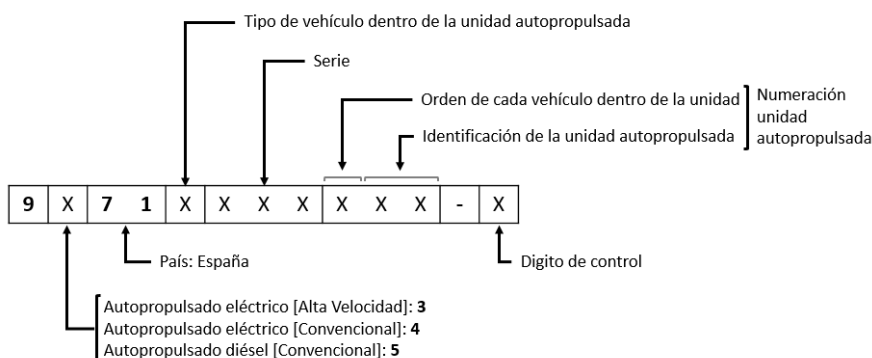 Tipo de vehículo dentro de la unidad autopropulsada
Serie
Orden de cada vehículo dentro de la unidad
Identificación de la unidad autopropulsada
Numeración
unidad
autopropulsada
9 X 7 1 X X X X X X X - X
País: España
Digito de control
Autopropulsado eléctrico [Alta Velocidad]: 3
Autopropulsado eléctrico [Convencional]: 4
Autopropulsado diésel [Convencional]: 5